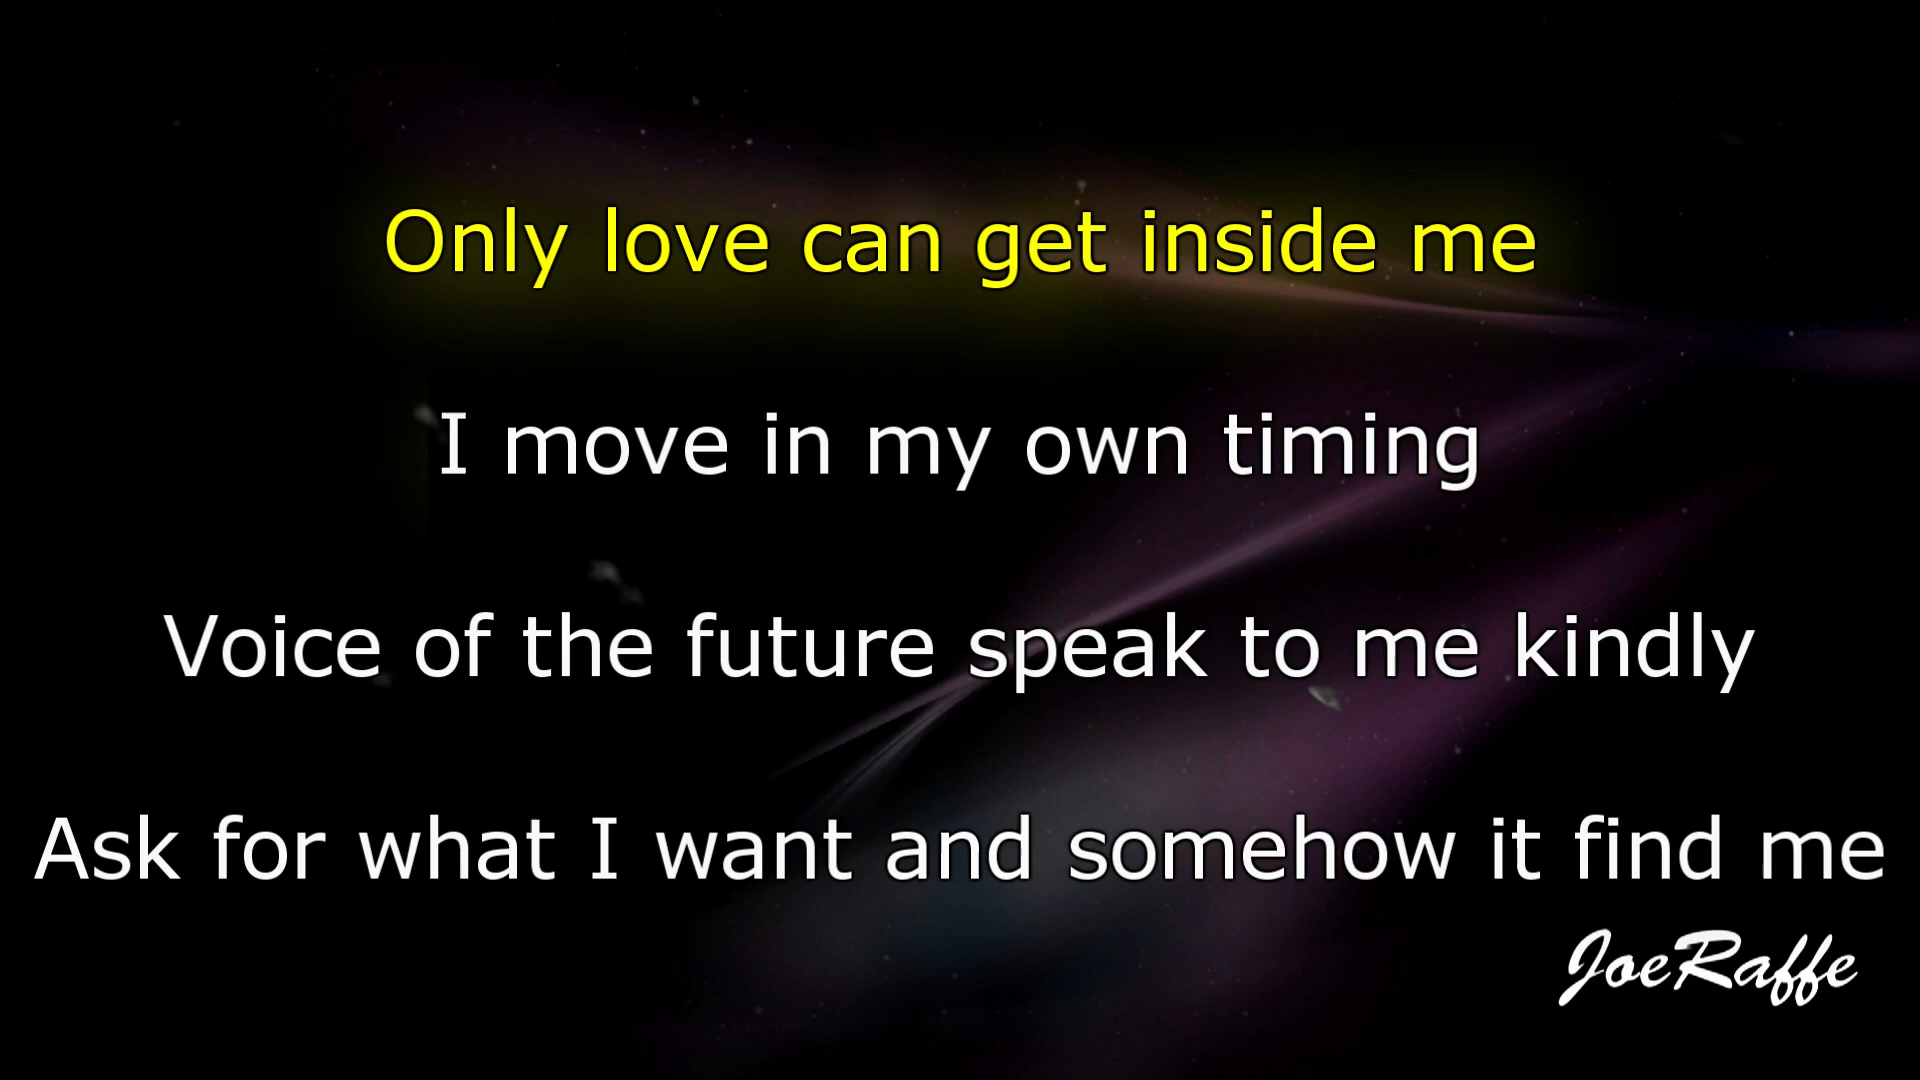 Only love can get inside me
I move in my own timing
Voice of the future speak to me kindly
Ask for what I want and somehow it find me
JoeRaffe